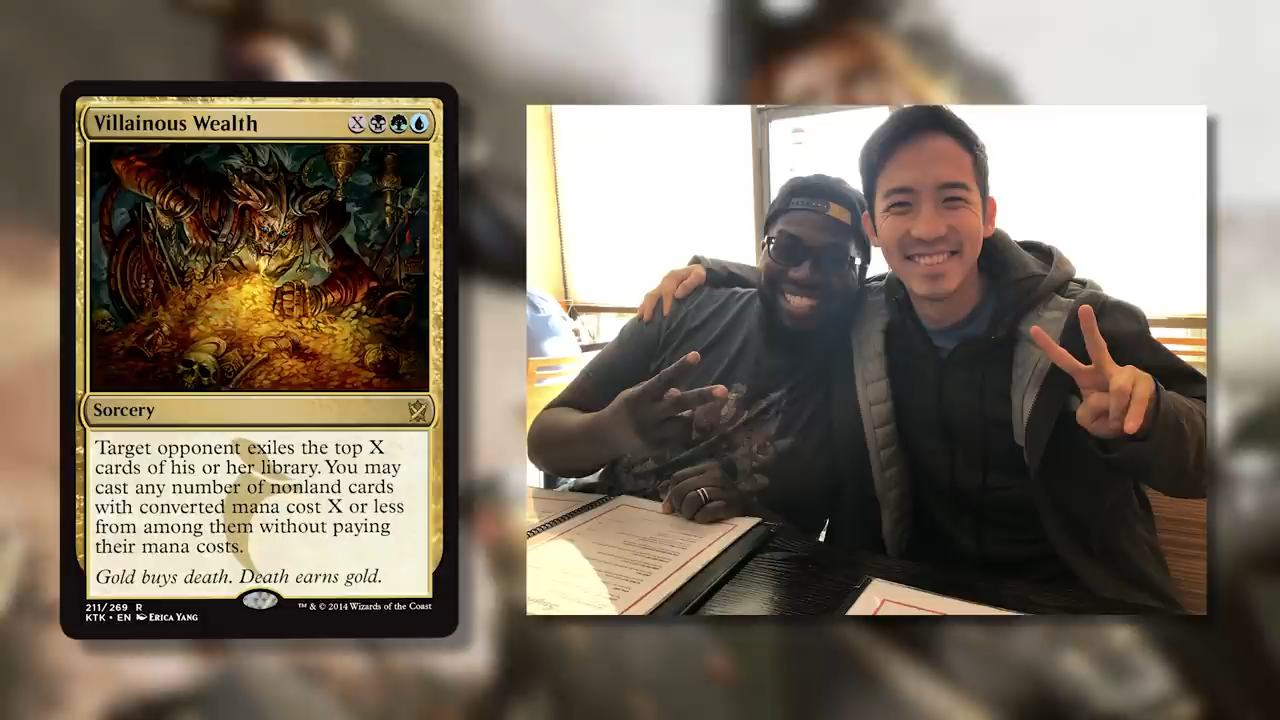 Villainous Wealth
X
Sorcery
Target opponent exiles the top X
cards of his or her library. You may
cast any number of nonland cards
with converted mana cost X or less
from among them without paying
their mana costs.
Gold buys death. Death earns gold.
211/269 R
KTK • EN ERICA YANG
™ & © 2014 Wizards of the Coast